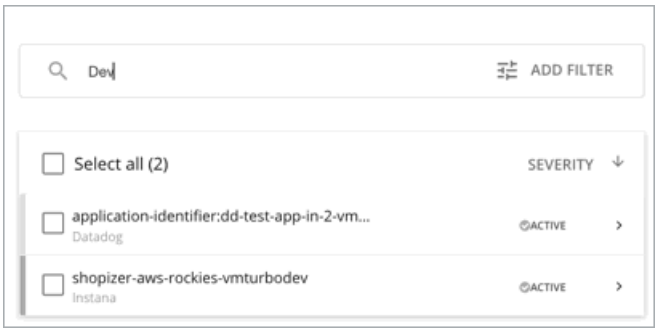 Dev
ADD FILTER
Select all (2)
SEVERITY
application-identifier:dd-test-app-in-2-vm...
Datadog
ACTIVE
shopizer-aws-rockies-vmturbodev
Instana
ACTIVE